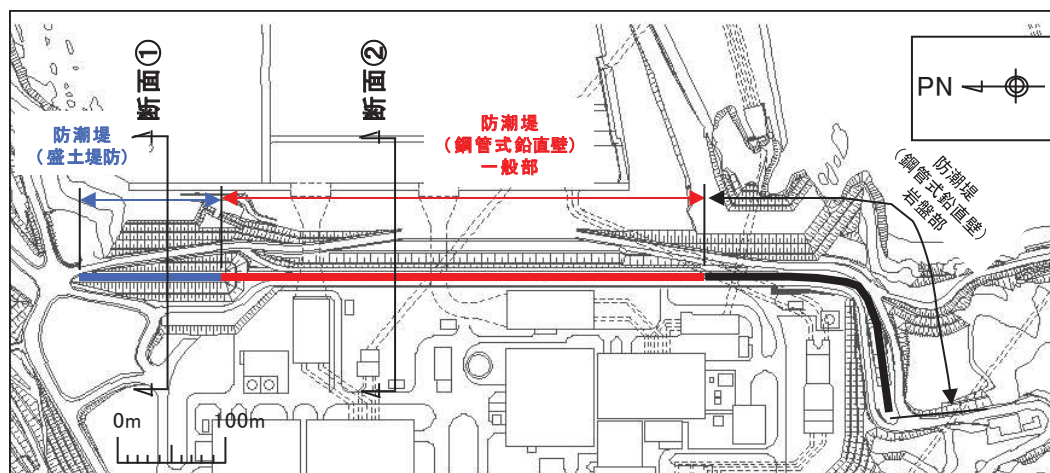 断面①
断面②
PN
防潮堤
(盛土堤防)
防潮堤
(鋼管式鉛直壁)
一般部
防潮堤
(鋼管式鉛直壁)
岩盤部
0m
100m